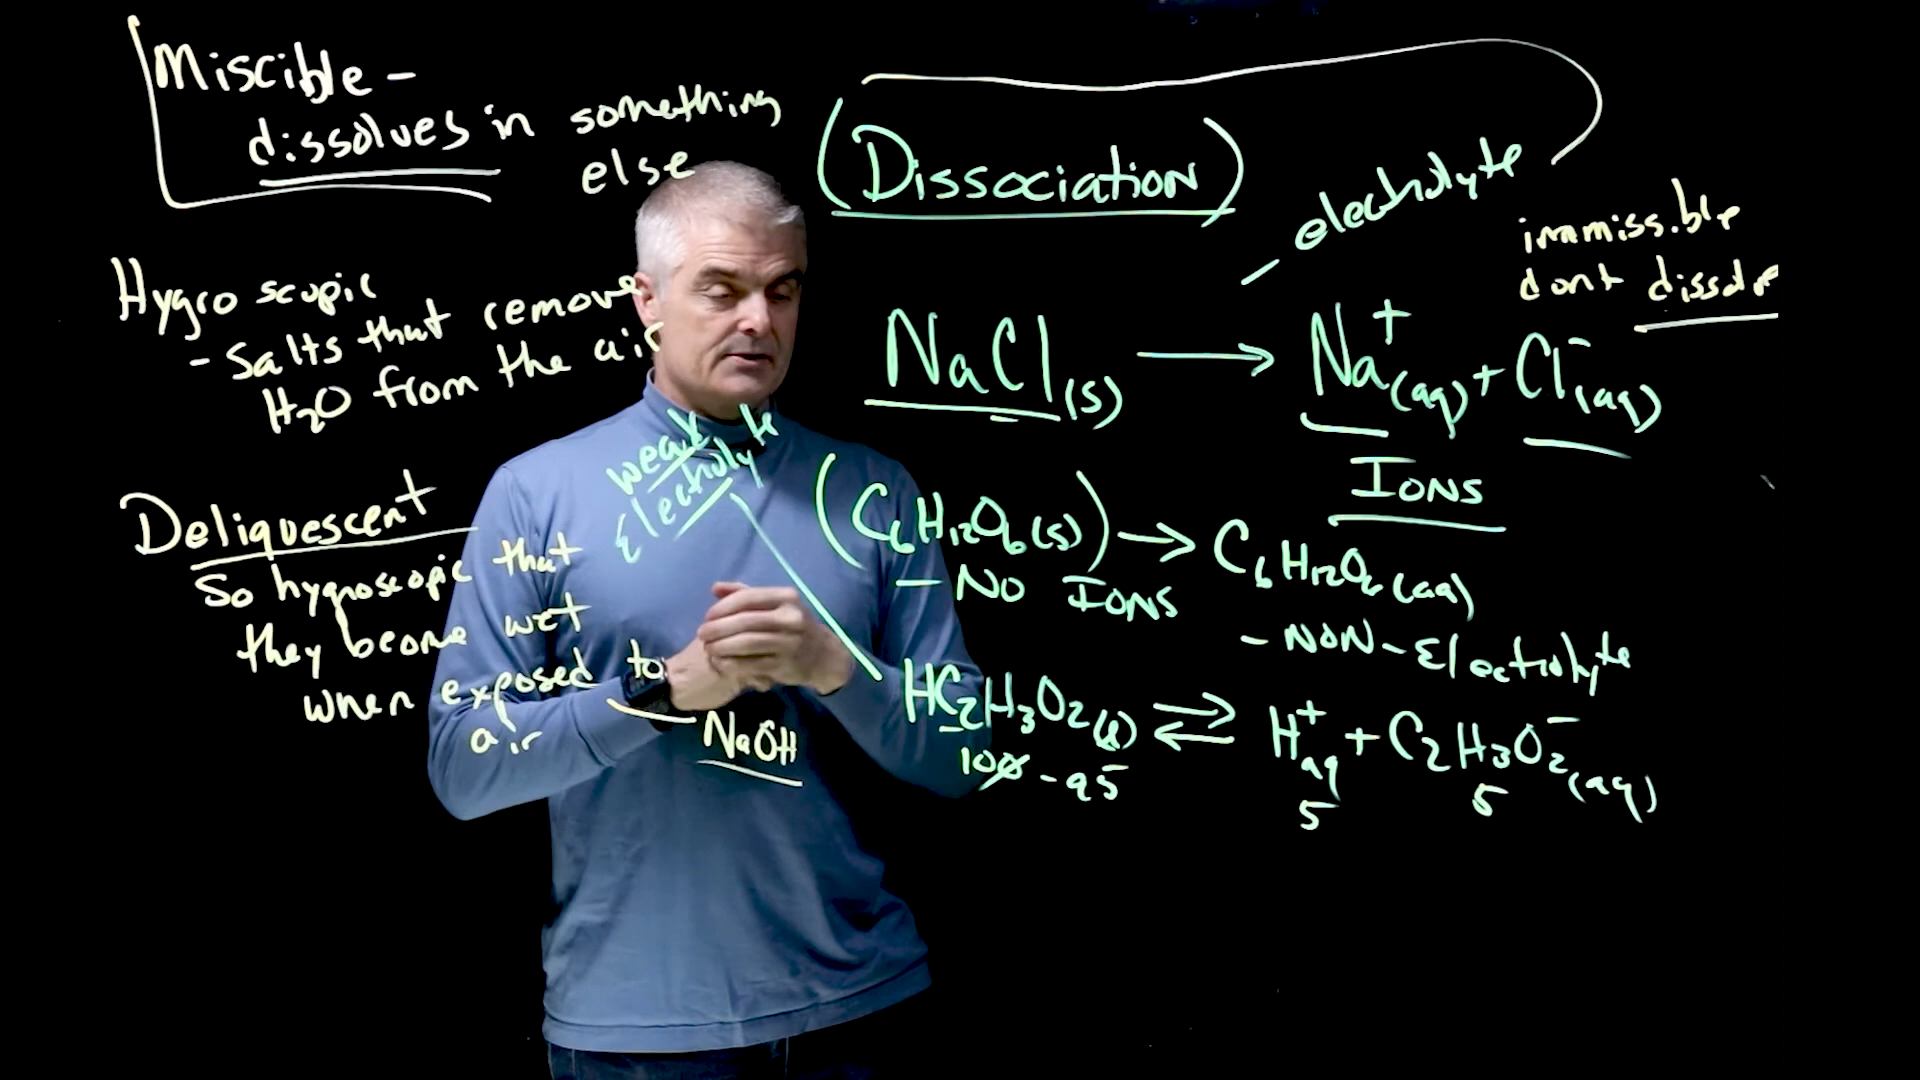 Miscible -
dissolves in something
else
Hygroscopic
- Salts that remove
H₂O from the air
Deliquescent
So hygroscopic that
they become wet
when exposed to
air
NaOH
(Dissociation)
- electrolyte
immissible
dont dissolve
NaCl(s) → Na⁺(aq) + Cl⁻(aq)
IONS
weak
Electrolyte
(C₆H₁₂O₆(s)) → C₆H₁₂O₆(aq)
- NO IONS
- NON-Electrolyte
HC₂H₃O₂(l) ⇌ H⁺aq + C₂H₃O₂⁻(aq)
100 - 95
5 5